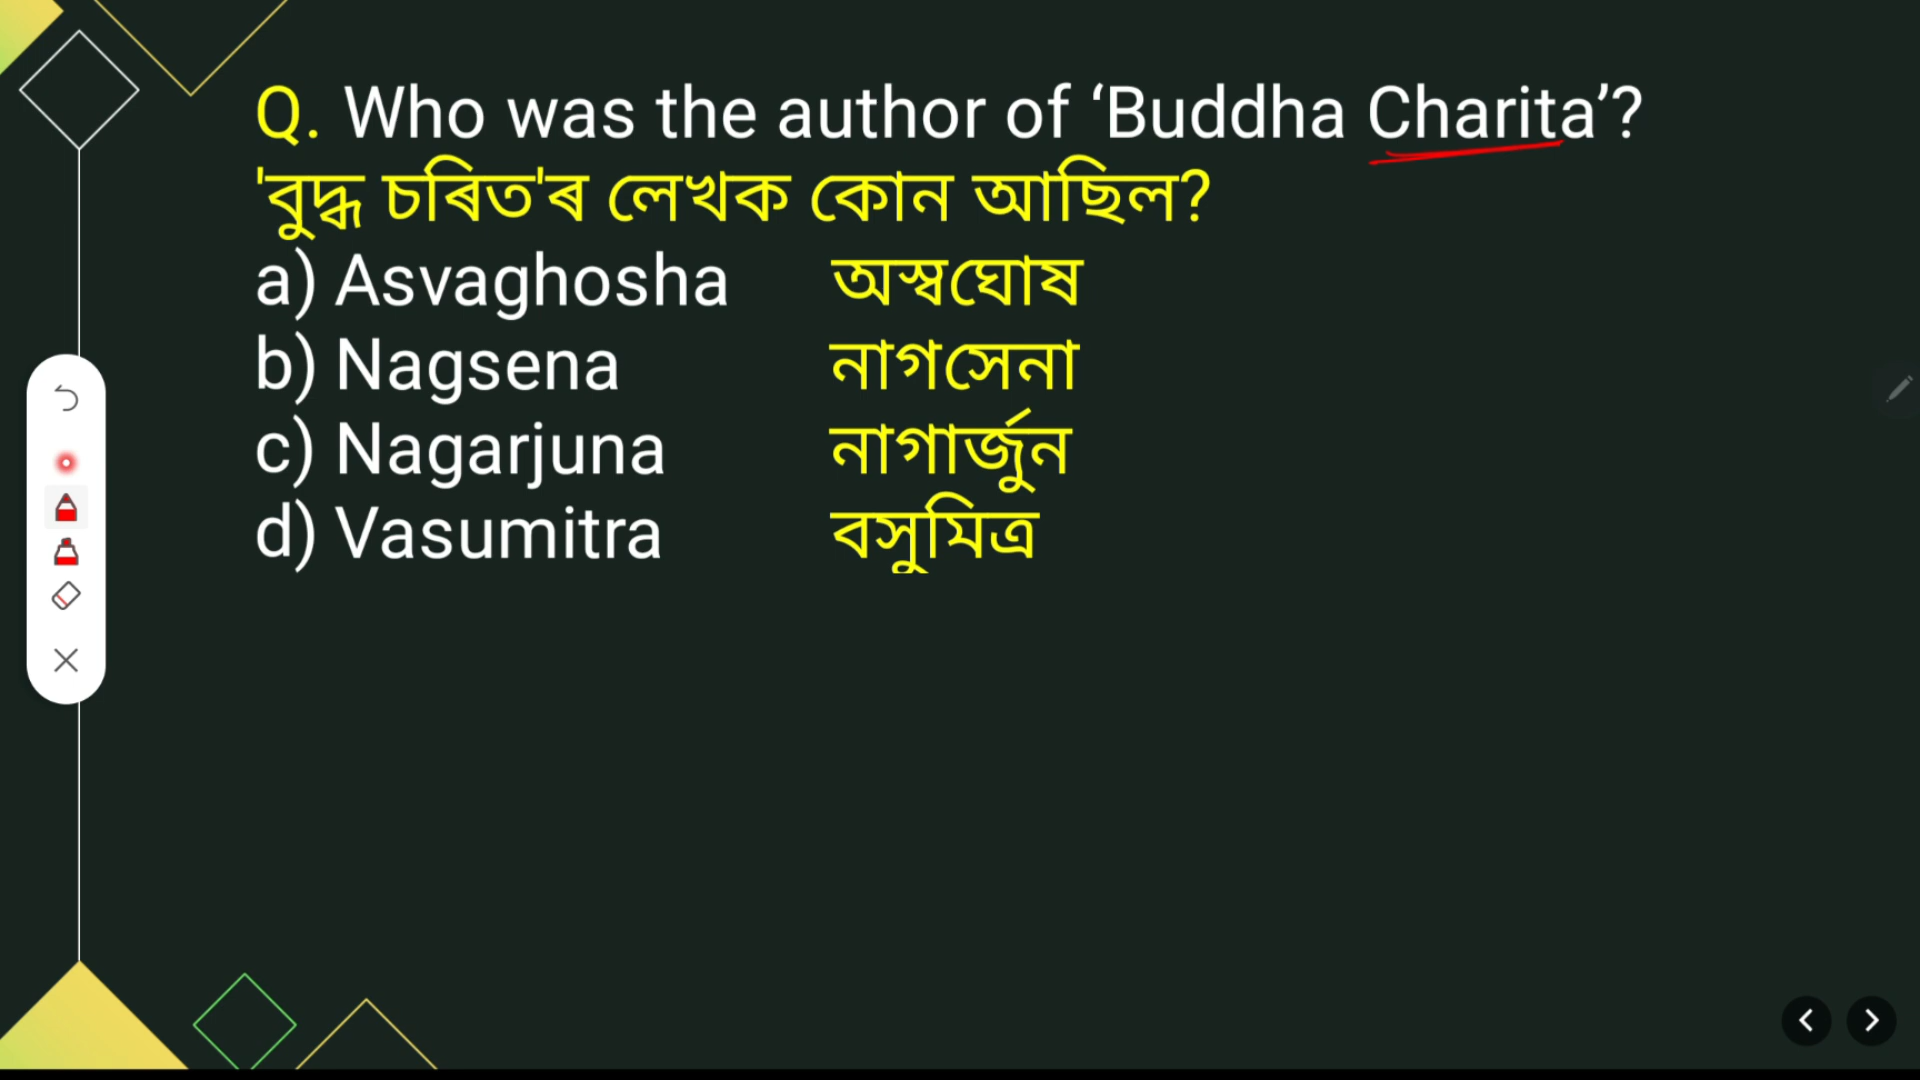 Q. Who was the author of ‘Buddha Charita’?
'বুদ্ধ চৰিত'ৰ লেখক কোন আছিল?
a) Asvaghosha অস্বঘোষ
b) Nagsena নাগসেনা
c) Nagarjuna নাগাৰ্জুন
d) Vasumitra বসুমিত্ৰ